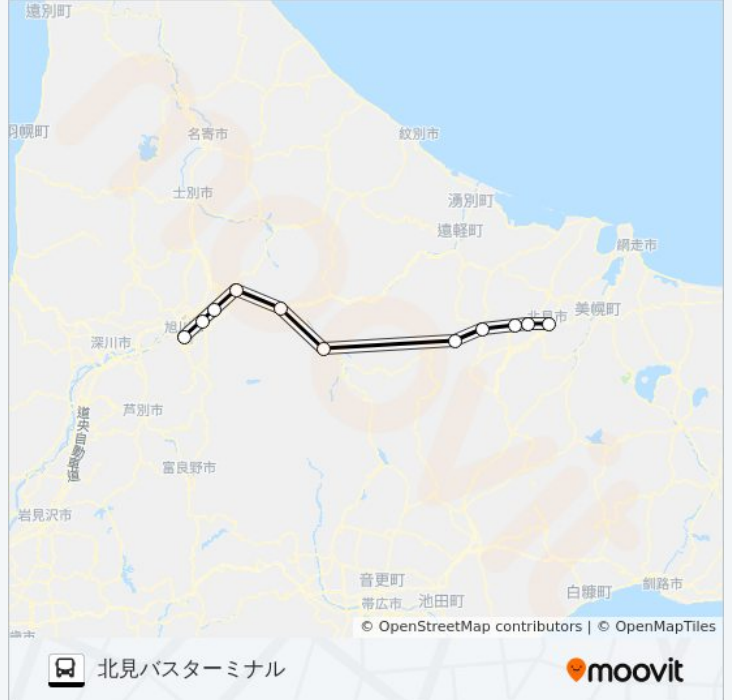 遠別町
羽幌町
名寄市
紋別市
士別市
湧別町
遠軽町
網走市
美幌町
北見市
旭川
深川市
芦別市
道央自動車道
富良野市
岩見沢市
音更町
帯広市
池田町
白糠町
釧路市
© OpenStreetMap contributors | © OpenMapTiles
北見バスターミナル
moovit